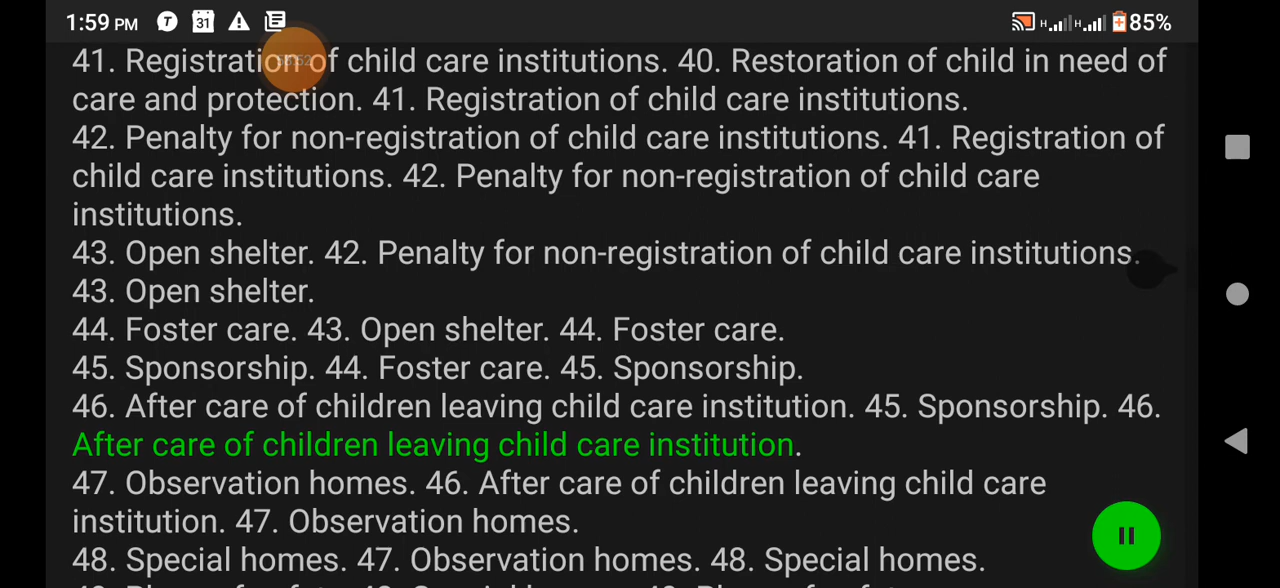 1:59 PM T 31 H H 85%
41. Registration of child care institutions. 40. Restoration of child in need of
care and protection. 41. Registration of child care institutions.
42. Penalty for non-registration of child care institutions. 41. Registration of
child care institutions. 42. Penalty for non-registration of child care
institutions.
43. Open shelter. 42. Penalty for non-registration of child care institutions.
43. Open shelter.
44. Foster care. 43. Open shelter. 44. Foster care.
45. Sponsorship. 44. Foster care. 45. Sponsorship.
46. After care of children leaving child care institution. 45. Sponsorship. 46.
After care of children leaving child care institution.
47. Observation homes. 46. After care of children leaving child care
institution. 47. Observation homes.
48. Special homes. 47. Observation homes. 48. Special homes.